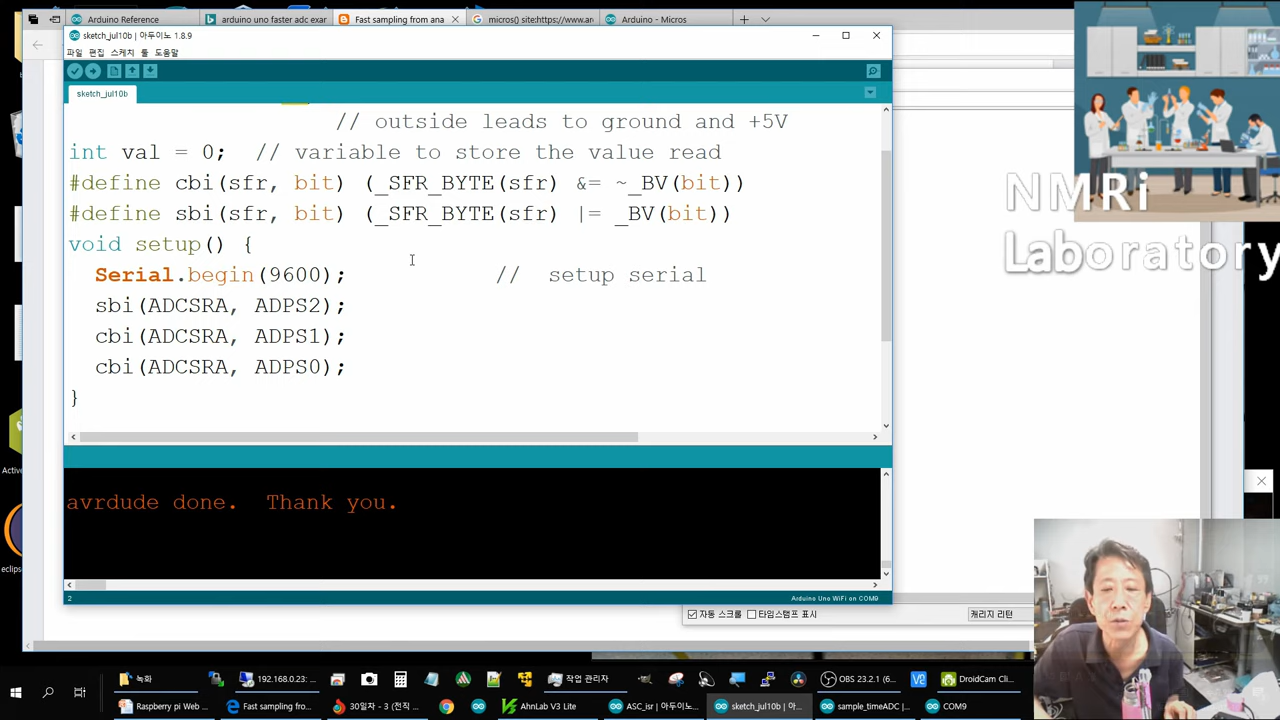 Arduino Reference
arduino uno faster adc exar
Fast sampling from ana
micros() site:https://www.ar
Arduino - Micros
sketch_jul10b | 아두이노 1.8.9
파일 편집 스케치 툴 도움말
sketch_jul10b
// outside leads to ground and +5V
int val = 0;  // variable to store the value read
#define cbi(sfr, bit) (_SFR_BYTE(sfr) &= ~_BV(bit))
#define sbi(sfr, bit) (_SFR_BYTE(sfr) |= _BV(bit))
void setup() {
Serial.begin(9600);           //  setup serial
sbi(ADCSRA, ADPS2);
cbi(ADCSRA, ADPS1);
cbi(ADCSRA, ADPS0);
}
avrdude done.  Thank you.
2
Arduino Uno WiFi on COM9
NMRi
Laboratory
Active
eclips
자동 스크롤
타임스탬프 표시
캐리지 리턴
녹화
192.168.0.23: ...
작업 관리자
OBS 23.2.1 (6...
DroidCam Cli...
Raspberry pi Web ...
Fast sampling fro...
30일자 - 3 (전직 ...
AhnLab V3 Lite
ASC_isr | 아두이노...
sketch_jul10b | 아...
sample_timeADC | ...
COM9